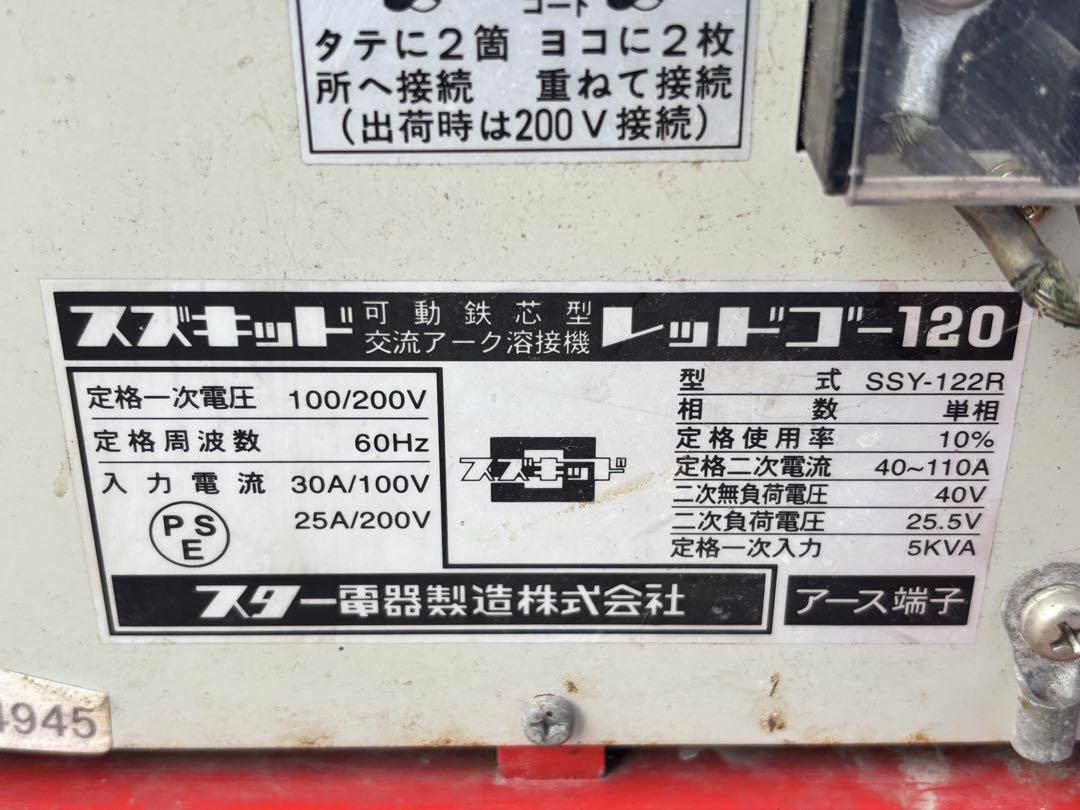 コード
タテに2箇 ヨコに2枚
所へ接続 重ねて接続
(出荷時は200V接続)
スズキッド 可動鉄芯型 交流アーク溶接機 レッドゴー120
定格一次電圧 100/200V
定格周波数 60Hz
入力電流 30A/100V
25A/200V
PSE
スズキッド
型式 SSY-122R
相数 単相
定格使用率 10%
定格二次電流 40~110A
二次無負荷電圧 40V
二次負荷電圧 25.5V
定格一次入力 5KVA
スター電器製造株式会社
アース端子
4945